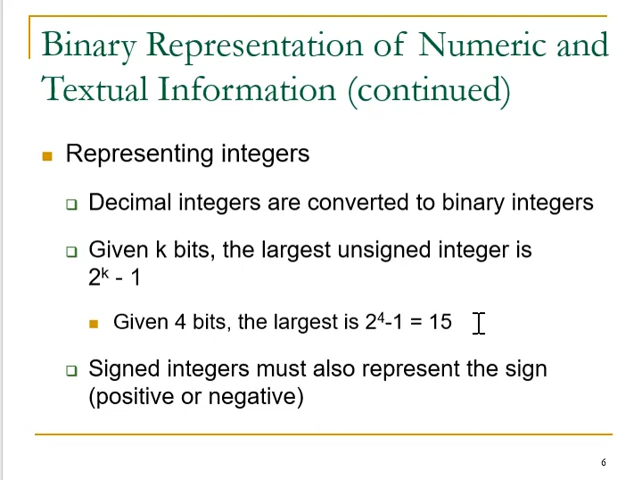 Binary Representation of Numeric and
Textual Information (continued)
Representing integers
Decimal integers are converted to binary integers
Given k bits, the largest unsigned integer is
2ᵏ - 1
Given 4 bits, the largest is 2⁴-1 = 15
Signed integers must also represent the sign
(positive or negative)
6